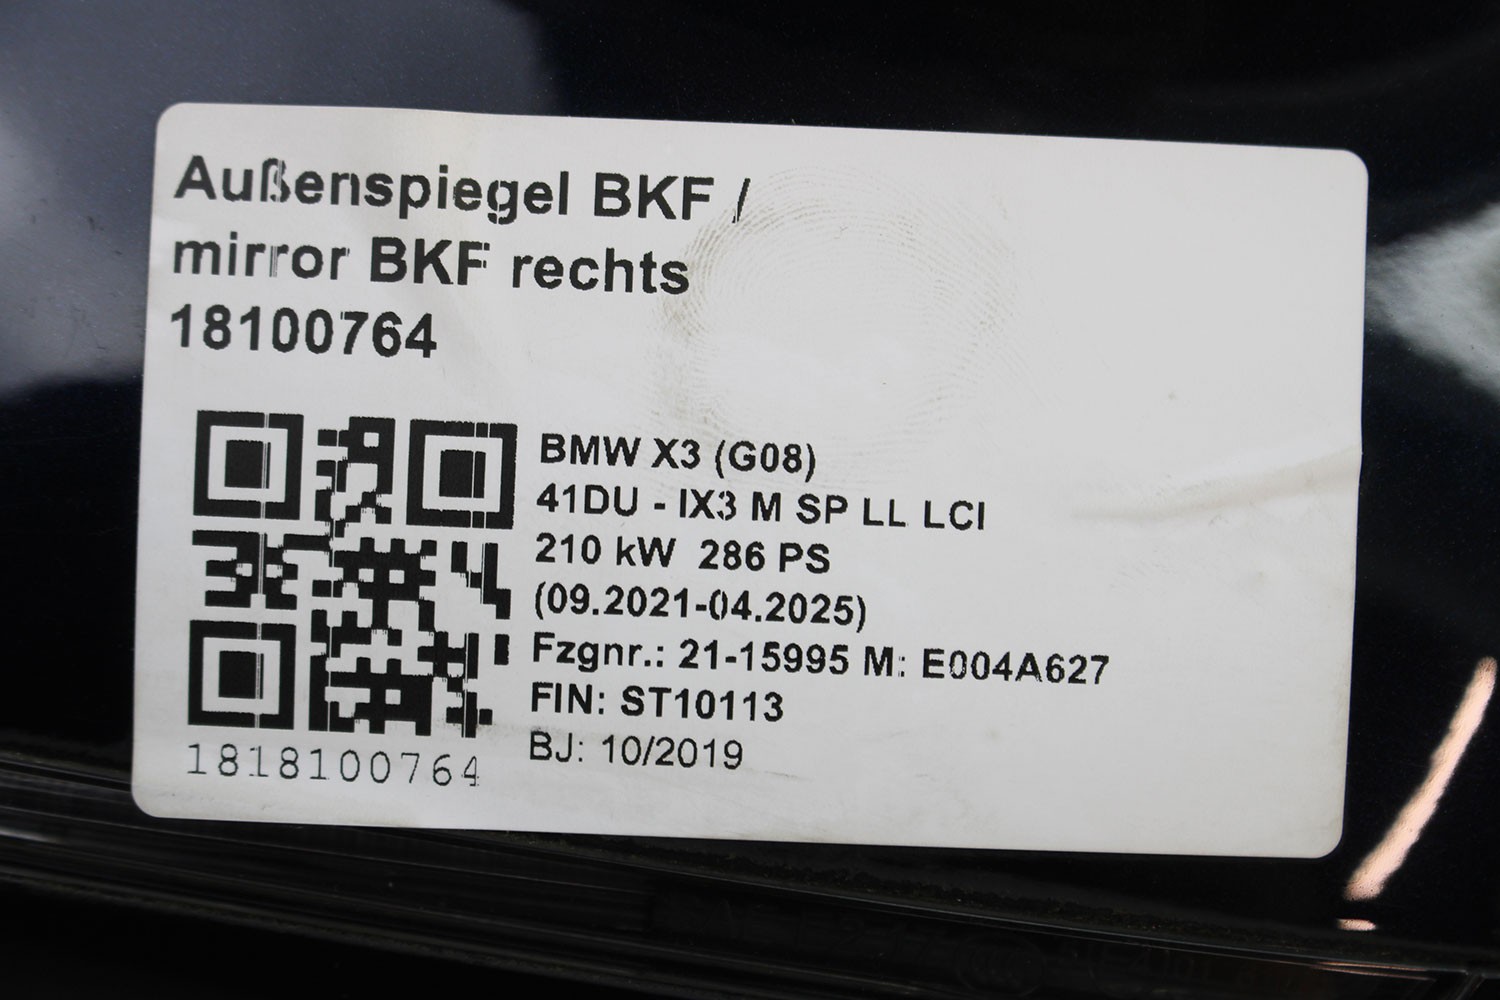 Außenspiegel BKF /
mirror BKF rechts
18100764
BMW X3 (G08)
41DU - IX3 M SP LL LCI
210 kW 286 PS
(09.2021-04.2025)
Fzgnr.: 21-15995 M: E004A627
FIN: ST10113
BJ: 10/2019
1818100764